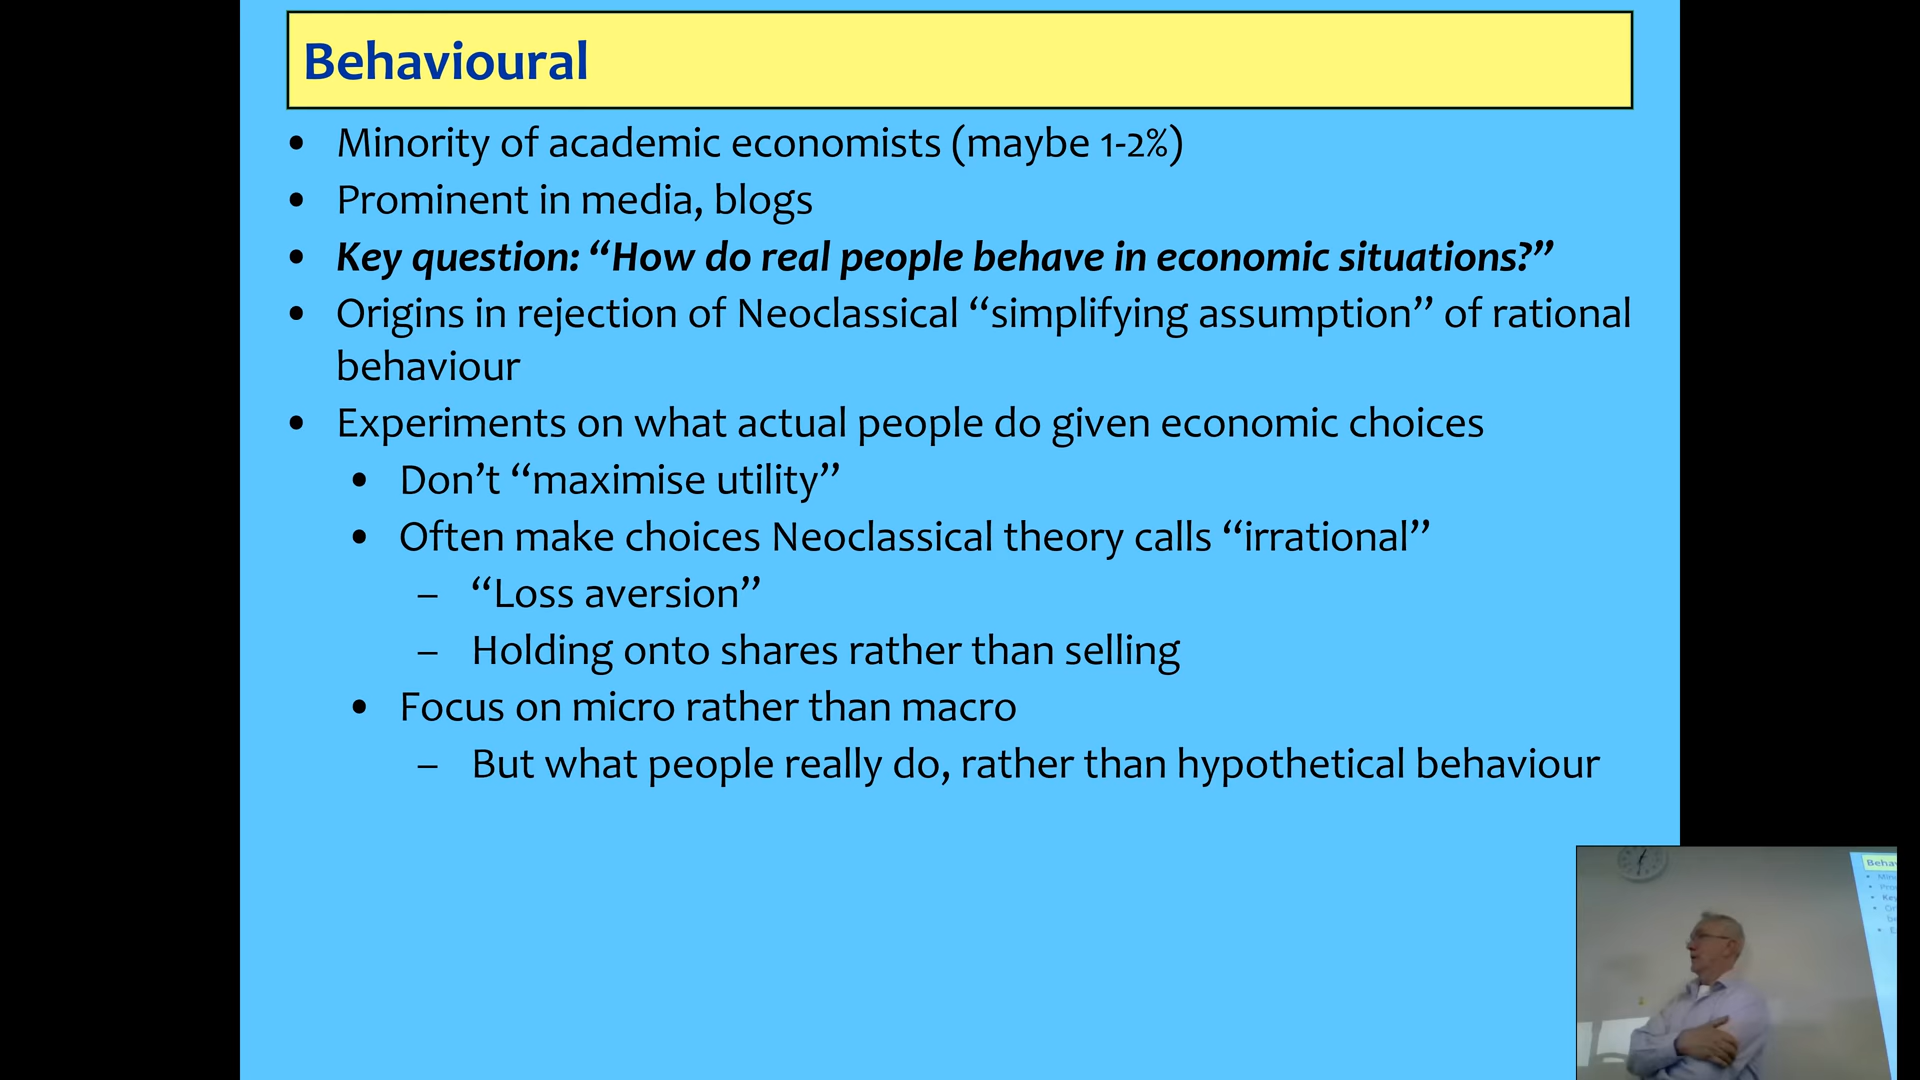 Behavioural
• Minority of academic economists (maybe 1-2%)
• Prominent in media, blogs
• Key question: “How do real people behave in economic situations?”
• Origins in rejection of Neoclassical “simplifying assumption” of rational
behaviour
• Experiments on what actual people do given economic choices
• Don’t “maximise utility”
• Often make choices Neoclassical theory calls “irrational”
– “Loss aversion”
– Holding onto shares rather than selling
• Focus on micro rather than macro
– But what people really do, rather than hypothetical behaviour
Beha